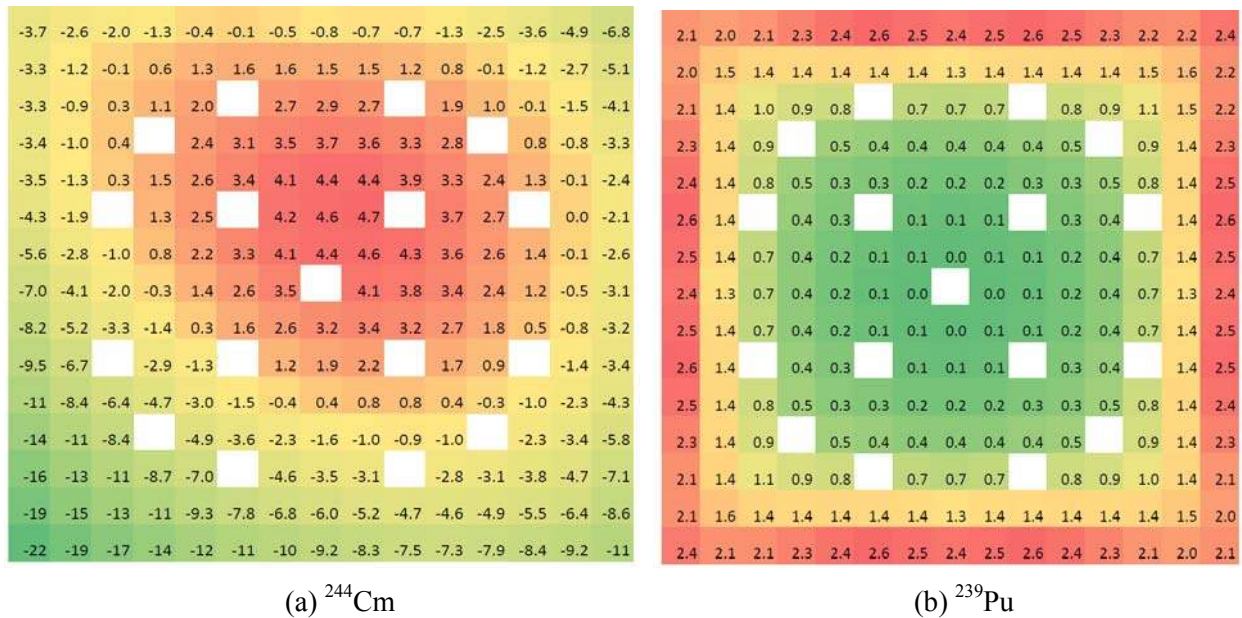 -3.7 -2.6 -2.0 -1.3 -0.4 -0.1 -0.5 -0.8 -0.7 -0.7 -1.3 -2.5 -3.6 -4.9 -6.8
-3.3 -1.2 -0.1 0.6 1.3 1.6 1.6 1.5 1.5 1.2 0.8 -0.1 -1.2 -2.7 -5.1
-3.3 -0.9 0.3 1.1 2.0 2.7 2.9 2.7 1.9 1.0 -0.1 -1.5 -4.1
-3.4 -1.0 0.4 2.4 3.1 3.5 3.7 3.6 3.3 2.8 0.8 -0.8 -3.3
-3.5 -1.3 0.3 1.5 2.6 3.4 4.1 4.4 4.4 3.9 3.3 2.4 1.3 -0.1 -2.4
-4.3 -1.9 1.3 2.5 4.2 4.6 4.7 3.7 2.7 0.0 -2.1
-5.6 -2.8 -1.0 0.8 2.2 3.3 4.1 4.4 4.6 4.3 3.6 2.6 1.4 -0.1 -2.6
-7.0 -4.1 -2.0 -0.3 1.4 2.6 3.5 4.1 3.8 3.4 2.4 1.2 -0.5 -3.1
-8.2 -5.2 -3.3 -1.4 0.3 1.6 2.6 3.2 3.4 3.2 2.7 1.8 0.5 -0.8 -3.2
-9.5 -6.7 -2.9 -1.3 1.2 1.9 2.2 1.7 0.9 -1.4 -3.4
-11 -8.4 -6.4 -4.7 -3.0 -1.5 -0.4 0.4 0.8 0.8 0.4 -0.3 -1.0 -2.3 -4.3
-14 -11 -8.4 -4.9 -3.6 -2.3 -1.6 -1.0 -0.9 -1.0 -2.3 -3.4 -5.8
-16 -13 -11 -8.7 -7.0 -4.6 -3.5 -3.1 -2.8 -3.1 -3.8 -4.7 -7.1
-19 -15 -13 -11 -9.3 -7.8 -6.8 -6.0 -5.2 -4.7 -4.6 -4.9 -5.5 -6.4 -8.6
-22 -19 -17 -14 -12 -11 -10 -9.2 -8.3 -7.5 -7.3 -7.9 -8.4 -9.2 -11
(a) ²⁴⁴Cm
2.1 2.0 2.1 2.3 2.4 2.6 2.5 2.4 2.5 2.6 2.5 2.3 2.2 2.2 2.4
2.0 1.5 1.4 1.4 1.4 1.4 1.4 1.3 1.4 1.4 1.4 1.4 1.5 1.6 2.2
2.1 1.4 1.0 0.9 0.8 0.7 0.7 0.7 0.8 0.9 1.1 1.5 2.2
2.3 1.4 0.9 0.5 0.4 0.4 0.4 0.4 0.4 0.5 0.9 1.4 2.3
2.4 1.4 0.8 0.5 0.3 0.3 0.2 0.2 0.2 0.3 0.3 0.5 0.8 1.4 2.5
2.6 1.4 0.4 0.3 0.1 0.1 0.1 0.3 0.4 1.4 2.6
2.5 1.4 0.7 0.4 0.2 0.1 0.1 0.0 0.1 0.1 0.2 0.4 0.7 1.4 2.5
2.4 1.3 0.7 0.4 0.2 0.1 0.0 0.0 0.1 0.2 0.4 0.7 1.3 2.4
2.5 1.4 0.7 0.4 0.2 0.1 0.1 0.0 0.1 0.1 0.2 0.4 0.7 1.4 2.5
2.6 1.4 0.4 0.3 0.1 0.1 0.1 0.3 0.4 1.4 2.6
2.5 1.4 0.8 0.5 0.3 0.3 0.2 0.2 0.2 0.3 0.3 0.5 0.8 1.4 2.4
2.3 1.4 0.9 0.5 0.4 0.4 0.4 0.4 0.4 0.5 0.9 1.4 2.3
2.1 1.4 1.1 0.9 0.8 0.7 0.7 0.7 0.8 0.9 1.0 1.4 2.1
2.1 1.6 1.4 1.4 1.4 1.4 1.4 1.3 1.4 1.4 1.4 1.4 1.4 1.5 2.0
2.4 2.1 2.1 2.3 2.4 2.6 2.5 2.4 2.5 2.6 2.4 2.3 2.1 2.0 2.1
(b) ²³⁹Pu